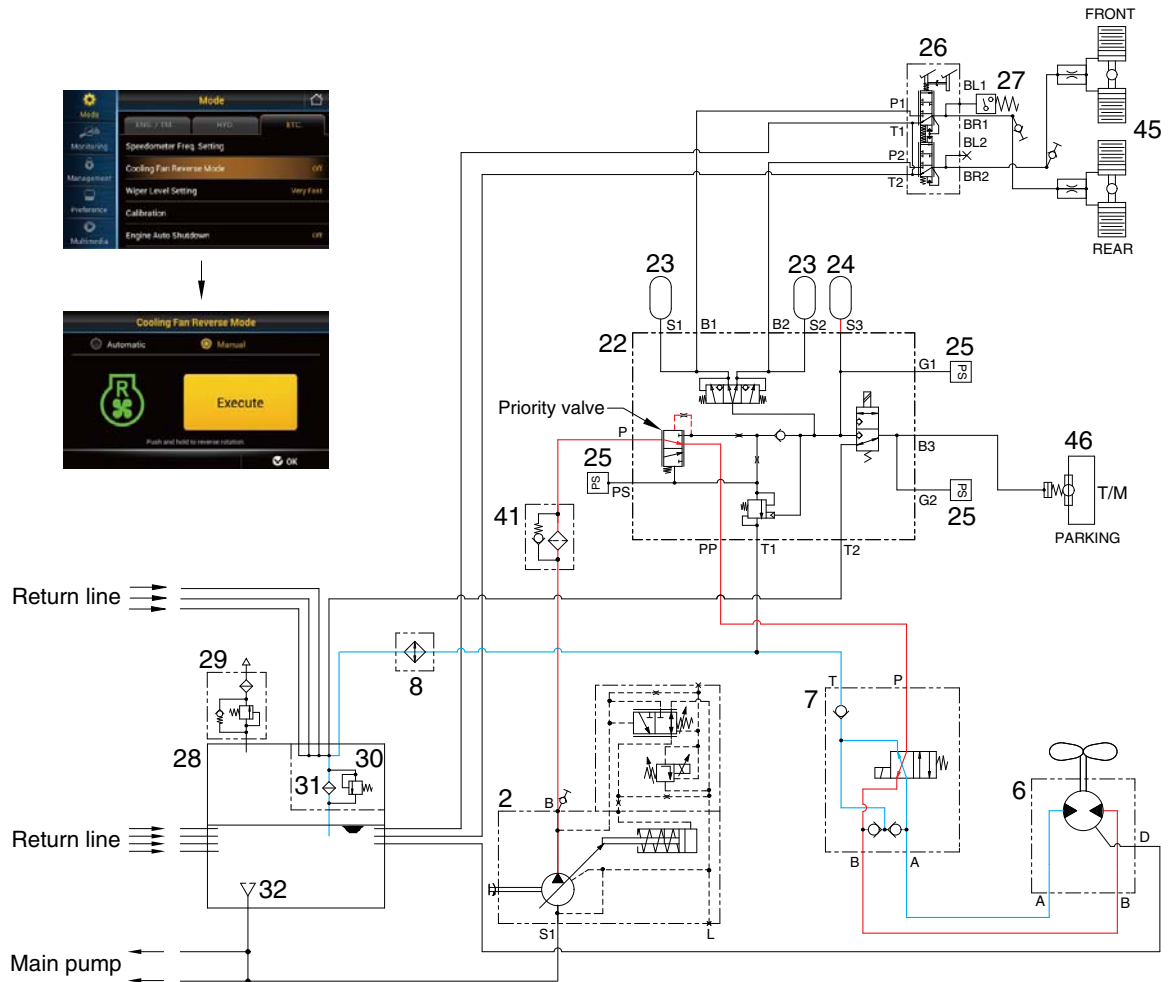 Mode
Mode
ENG. / TM
HYD.
ETC.
Monitoring
Speedometer Freq. Setting
Management
Cooling Fan Reverse Mode
Off
Wiper Level Setting
Very Fast
Preference
Calibration
Multimedia
Engine Auto Shutdown
Off
Cooling Fan Reverse Mode
Automatic
Manual
R
Execute
Push and hold to reverse rotation.
OK
FRONT
26
BL1
27
P1
T1
BR1
BL2
P2
T2
BR2
45
REAR
23
23
24
S1
B1
B2
S2
S3
22
G1
25
PS
Priority valve
P
25
PS
PS
B3
46
T/M
PARKING
G2
25
PS
41
PP
T1
T2
Return line
29
8
T
P
7
28
30
31
2
B
6
D
Return line
B
A
A
B
32
S1
L
Main pump